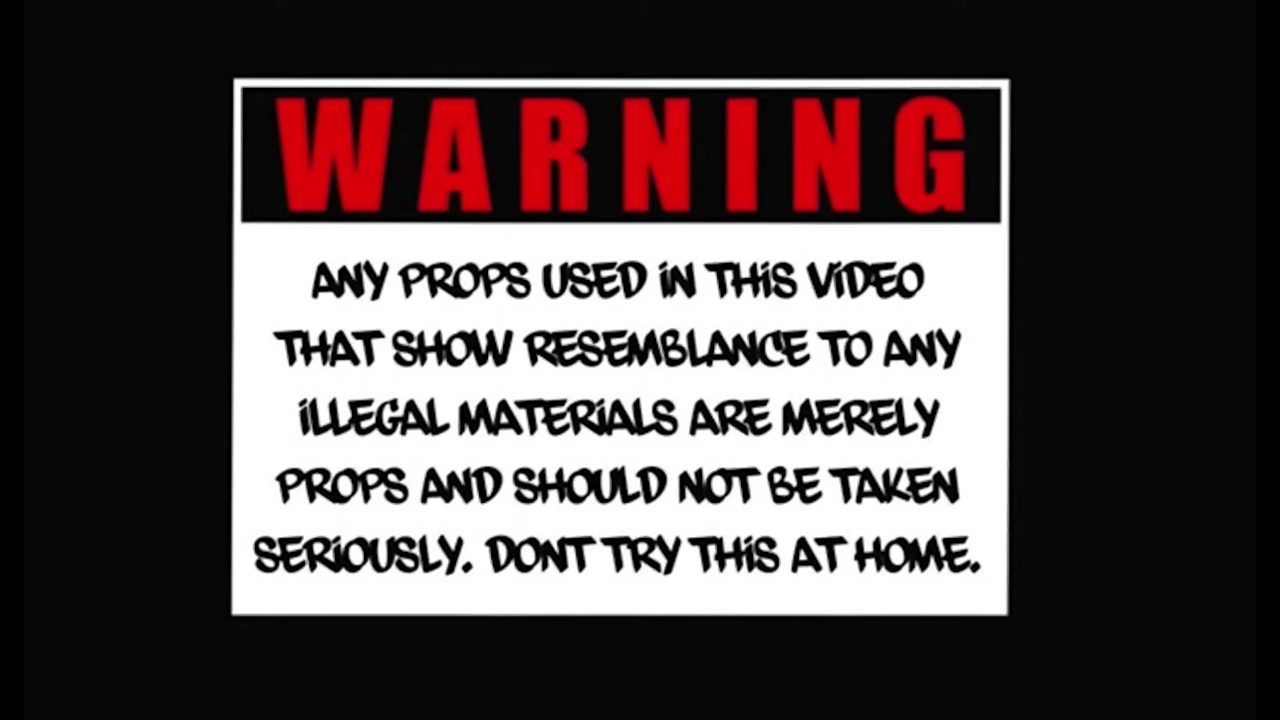 WARNING
ANY PROPS USED iN THiS ViDEO
THAT SHOW RESEMBLANCE TO ANY
iLLEGAL MATERiALS ARE MERELY
PROPS AND SHOULD NOT BE TAKEN
SERiOUSLY. DONT TRY THiS AT HOME.